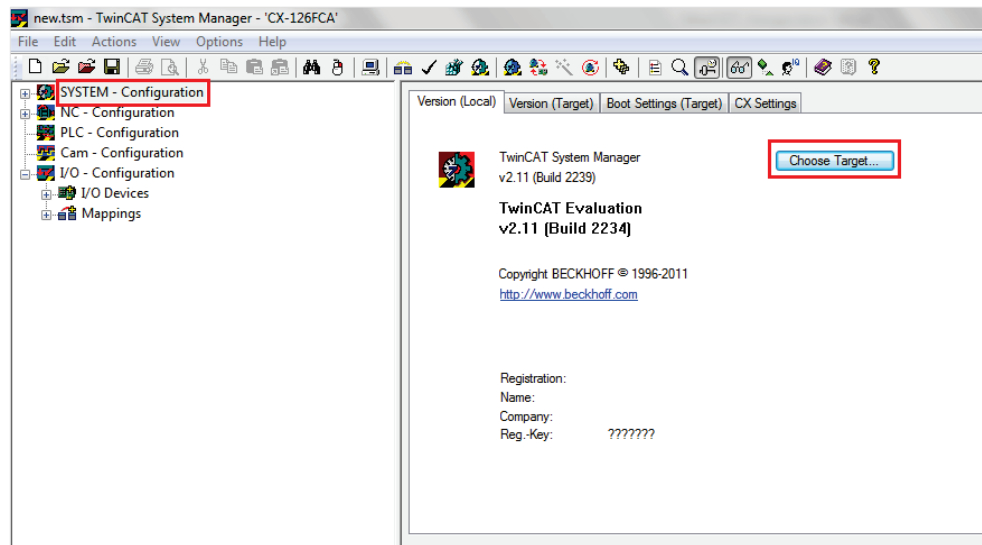 new.tsm - TwinCAT System Manager - 'CX-126FCA'
File Edit Actions View Options Help
SYSTEM - Configuration
NC - Configuration
PLC - Configuration
Cam - Configuration
I/O - Configuration
I/O Devices
Mappings
Version (Local) Version (Target) Boot Settings (Target) CX Settings
TwinCAT System Manager
v2.11 (Build 2239)
Choose Target...
TwinCAT Evaluation
v2.11 (Build 2234)
Copyright BECKHOFF © 1996-2011
http://www.beckhoff.com
Registration:
Name:
Company:
Reg.-Key: ???????